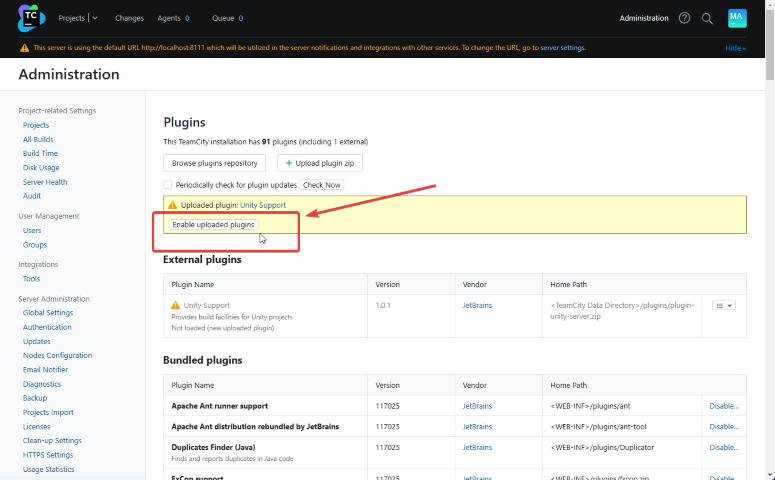 TC
Projects
Changes
Agents 0
Queue 0
Administration
MA
This server is using the default URL http://localhost:8111 which will be utilized in the server notifications and integrations with other services. To change the URL, go to server settings.
Hide
Administration
Project-related Settings
Projects
All Builds
Build Time
Disk Usage
Server Health
Audit
User Management
Users
Groups
Integrations
Tools
Server Administration
Global Settings
Authentication
Updates
Nodes Configuration
Email Notifier
Diagnostics
Backup
Projects Import
Licenses
Clean-up Settings
HTTPS Settings
Usage Statistics
Plugins
This TeamCity installation has 91 plugins (including 1 external)
Browse plugins repository
+ Upload plugin zip
Periodically check for plugin updates Check Now
Uploaded plugin: Unity Support
Enable uploaded plugins
External plugins
Plugin Name Version Vendor Home Path
Unity Support 1.0.1 JetBrains <TeamCity Data Directory>/plugins/plugin-
Provides build facilities for Unity projects unity-server.zip
Not loaded (new uploaded plugin)
Bundled plugins
Plugin Name Version Vendor Home Path
Apache Ant runner support 117025 JetBrains <WEB-INF>/plugins/ant Disable...
Apache Ant distribution rebundled by JetBrains 117025 JetBrains <WEB-INF>/plugins/ant-tool Disable...
Duplicates Finder (Java) 117025 JetBrains <WEB-INF>/plugins/Duplicator Disable...
Finds and reports duplicates in Java code
FxCop support 117025 JetBrains <WEB-INF>/plugins/fxcop.zip Disable...